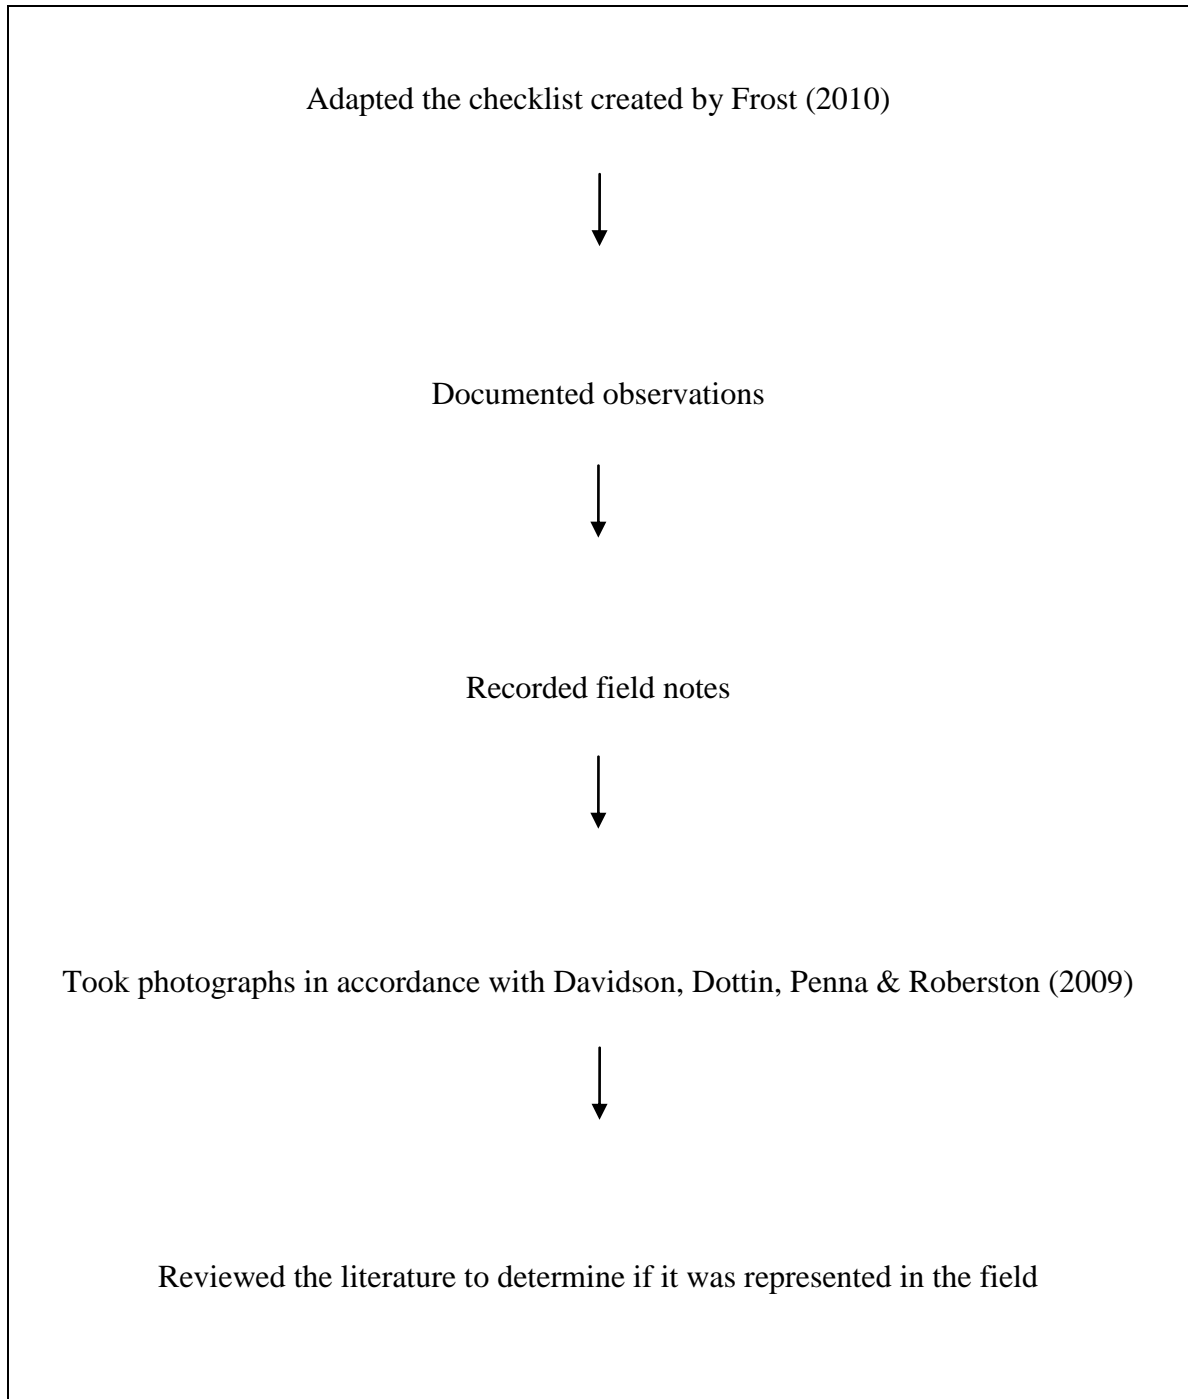 Adapted the checklist created by Frost (2010)
Documented observations
Recorded field notes
Took photographs in accordance with Davidson, Dottin, Penna & Roberston (2009)
Reviewed the literature to determine if it was represented in the field